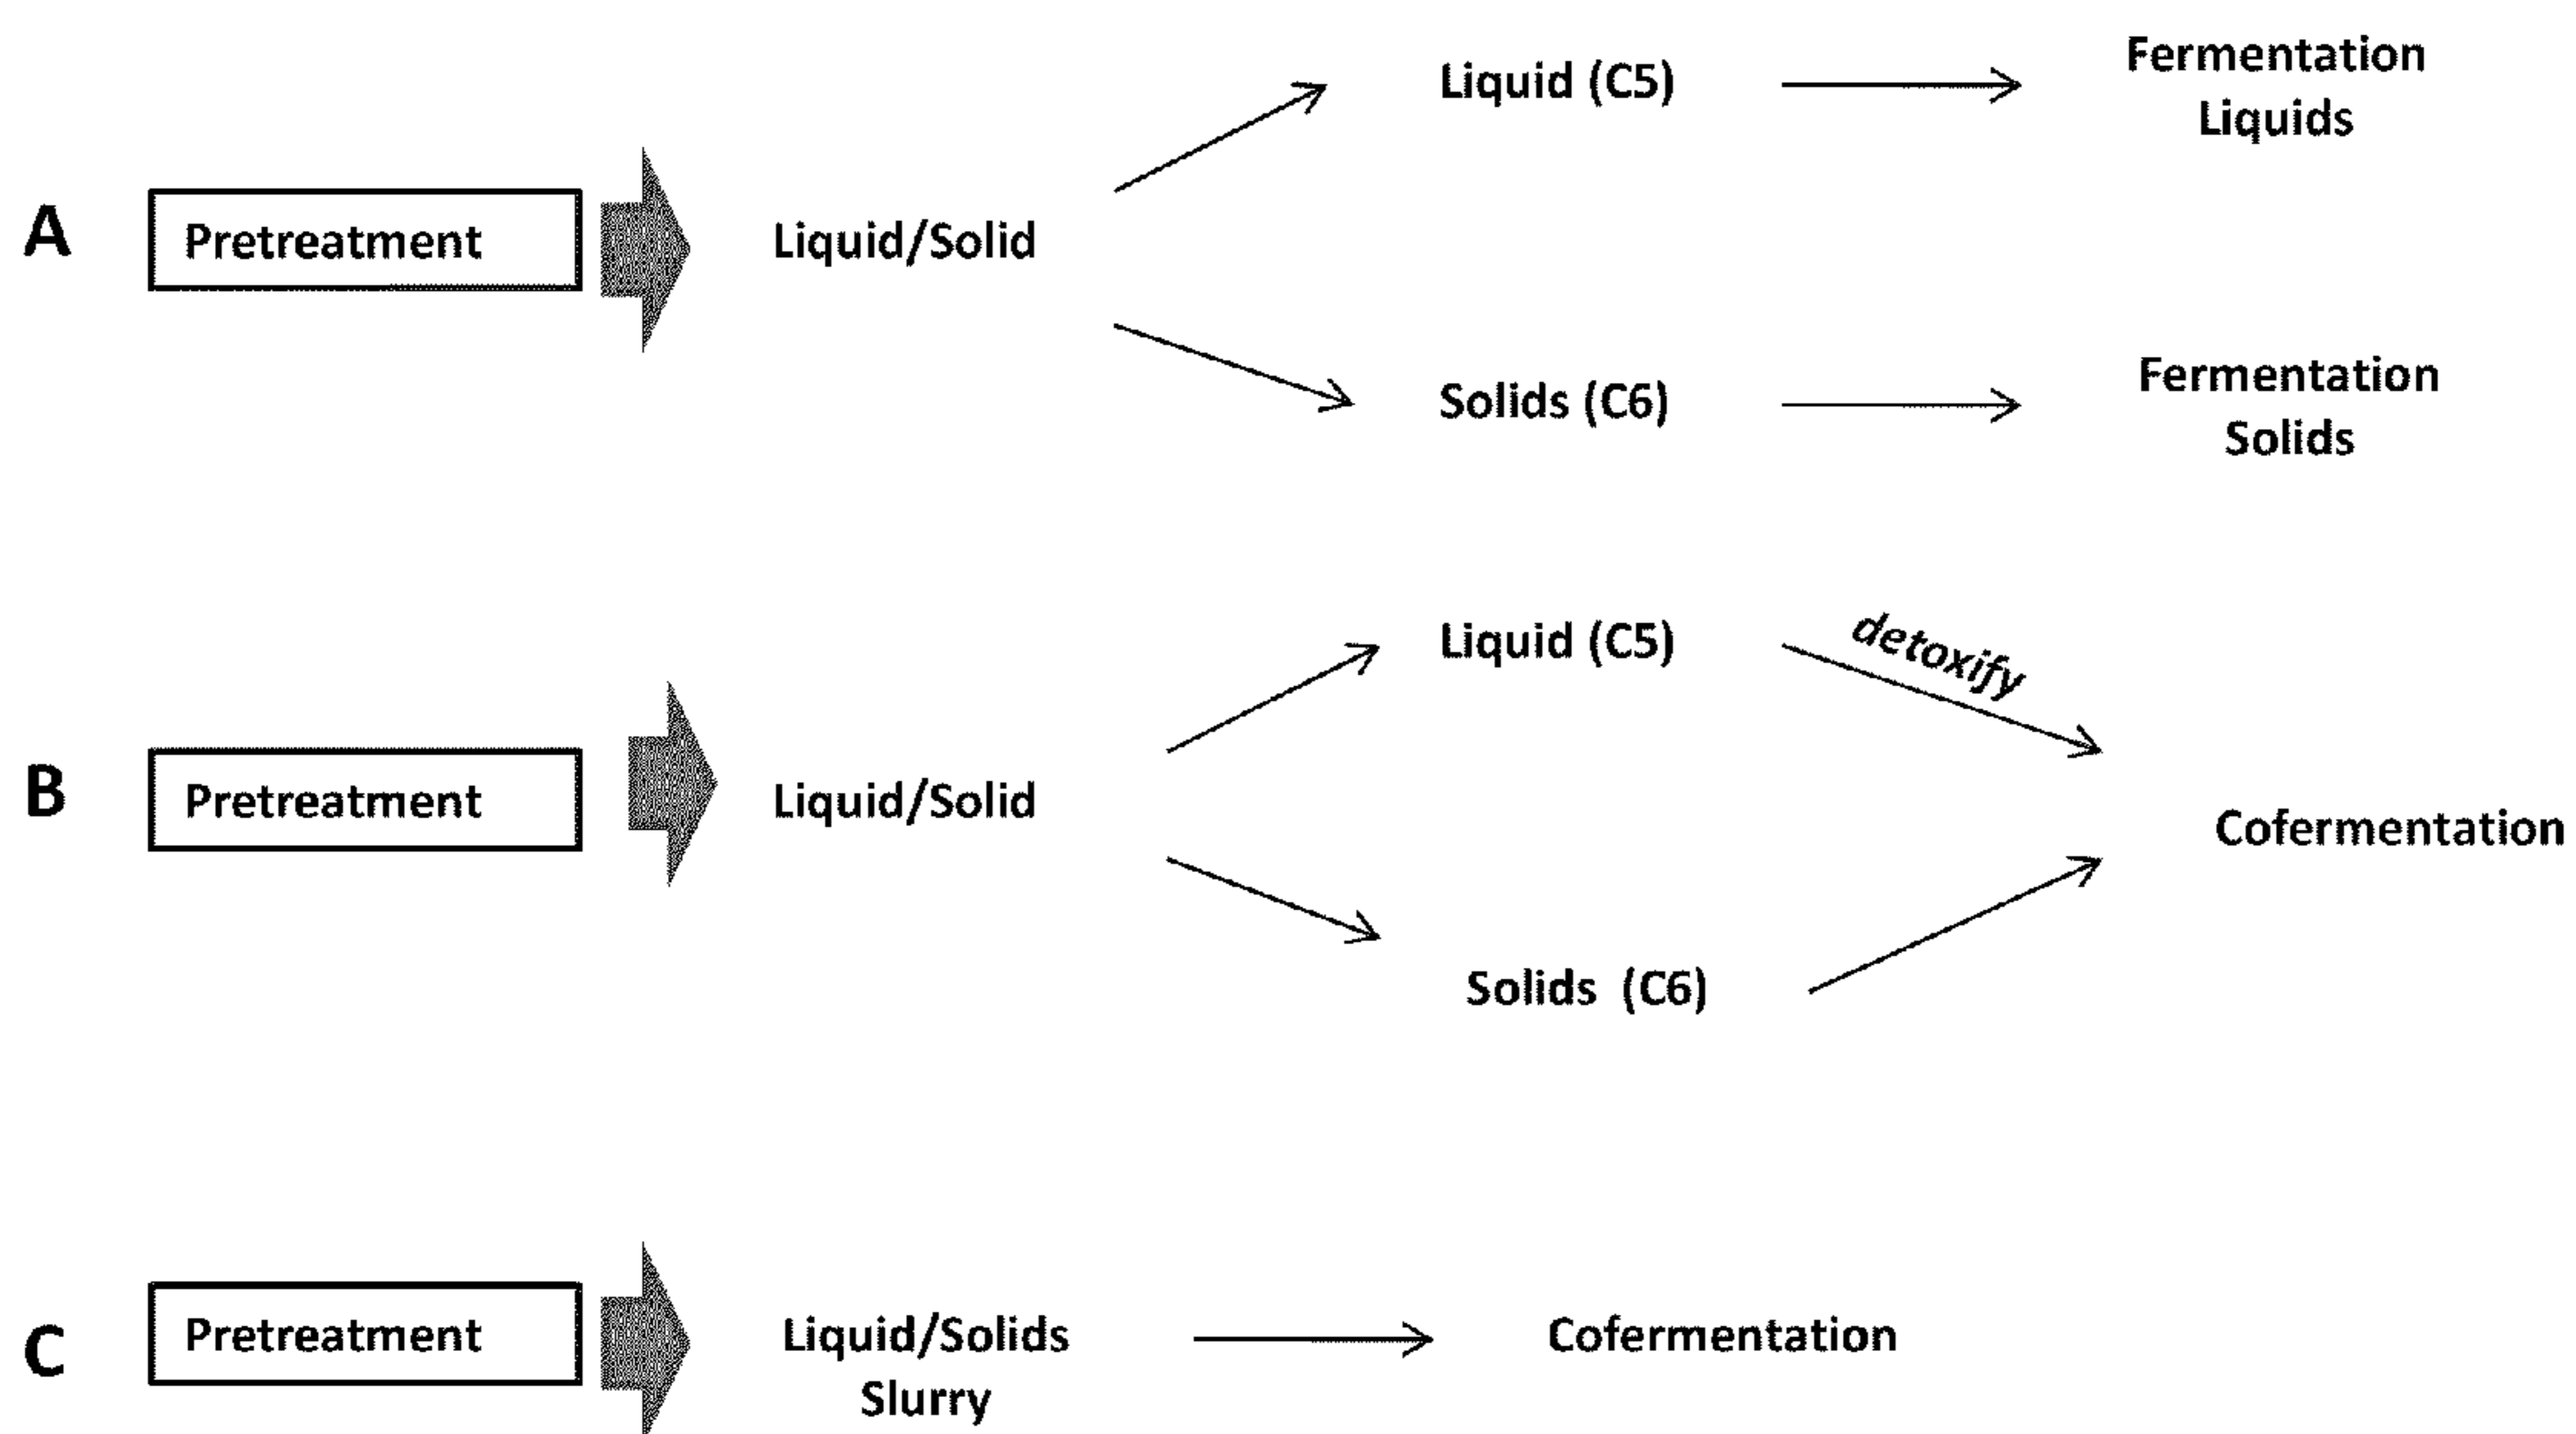 A
Pretreatment
Liquid/Solid
Liquid (C5)
Fermentation
Liquids
Solids (C6)
Fermentation
Solids
B
Pretreatment
Liquid/Solid
Liquid (C5)
detoxify
Solids (C6)
Cofermentation
C
Pretreatment
Liquid/Solids
Slurry
Cofermentation